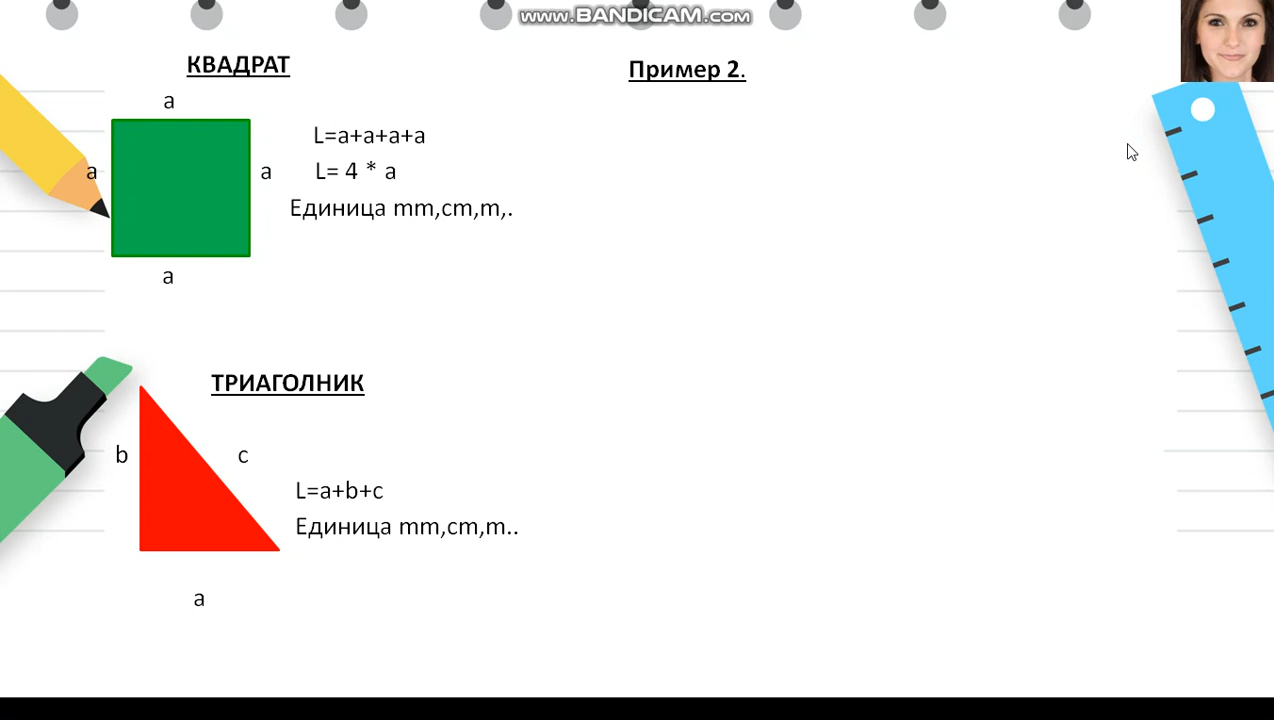 www.BANDICAM.com
КВАДРАТ
a
a
a
a
L=a+a+a+a
L= 4 * a
Единица mm,cm,m,.
ТРИАГОЛНИК
b
c
a
L=a+b+c
Единица mm,cm,m..
Пример 2.